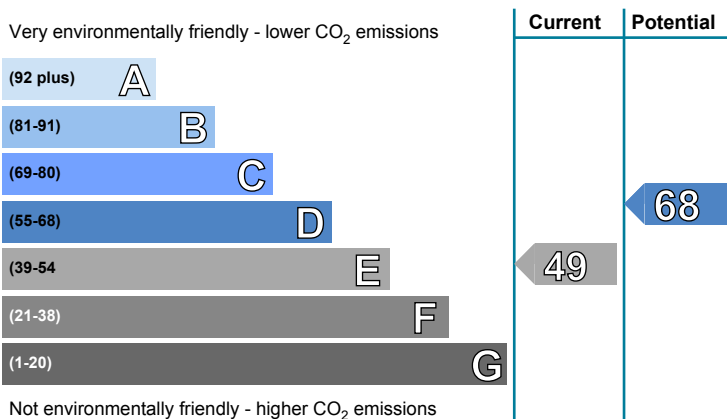 Current Potential
Very environmentally friendly - lower CO2 emissions
(92 plus) A
(81-91) B
(69-80) C
68
(55-68) D
(39-54 E
49
(21-38) F
(1-20) G
Not environmentally friendly - higher CO2 emissions